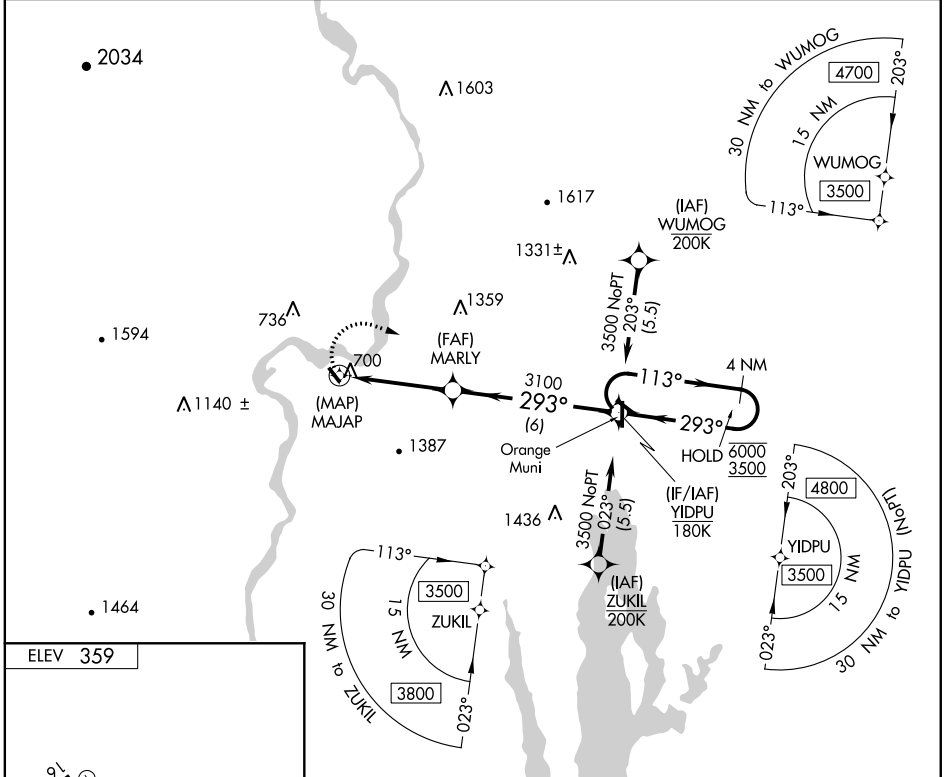 2034
1603
30 NM to WUMOG
4700
203°
15 NM
WUMOG
3500
113°
1617
(IAF)
WUMOG
200K
1331±
3500 NoPT
203°
(5.5)
736
1359
1594
(FAF)
MARLY
700
4 NM
113°
3100
293°
(6)
(MAP)
MAJAP
1140 ±
1387
Orange
Muni
293°
HOLD
6000
3500
(IF/IAF)
YIDPU
180K
1436
3500 NoPT
023°
(5.5)
(IAF)
ZUKIL
200K
203°
4800
YIDPU
3500
15 NM
30 NM to YIDPU (NoPT)
023°
113°
3500
ZUKIL
15 NM
3800
30 NM to ZUKIL
023°
1464
ELEV 359
16